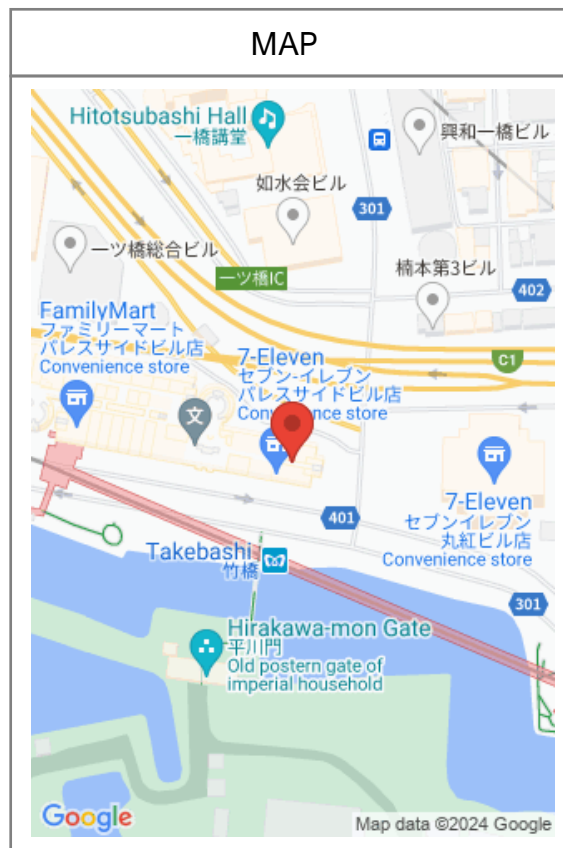 MAP
Hitotsubashi Hall
一橋講堂
興和一橋ビル
如水会ビル
301
一ツ橋総合ビル
一ツ橋IC
楠本第3ビル
402
FamilyMart
ファミリーマート
パレスサイドビル店
Convenience store
7-Eleven
セブン-イレブン
パレスサイドビル店
Convenience store
C1
文
7-Eleven
セブンイレブン
丸紅ビル店
Convenience store
401
Takebashi
竹橋
301
Hirakawa-mon Gate
平川門
Old postern gate of
imperial household
Google
Map data ©2024 Google